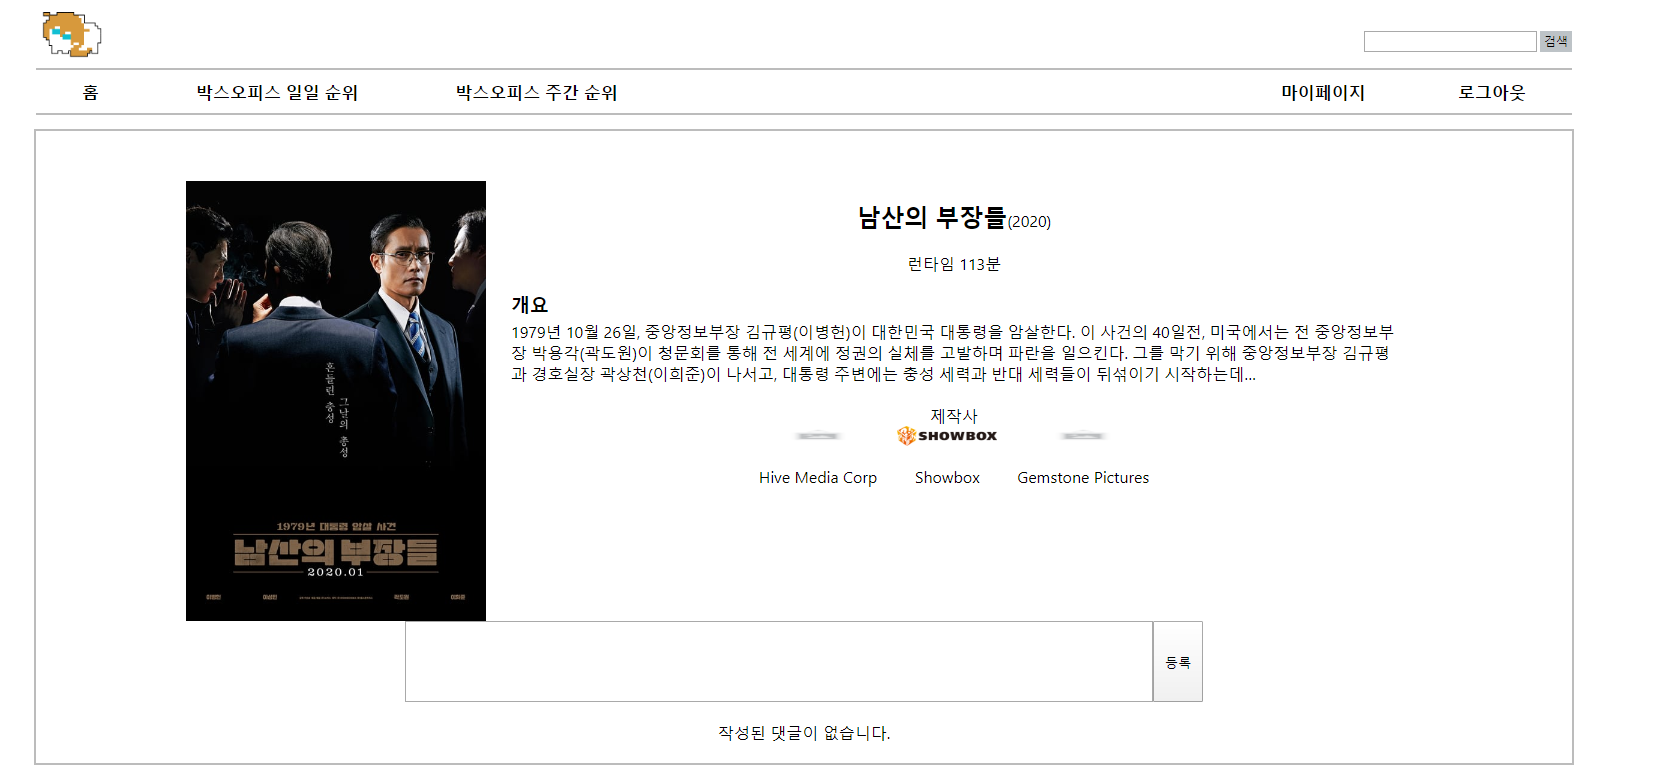 검색
홈 박스오피스 일일 순위 박스오피스 주간 순위 마이페이지 로그아웃
남산의 부장들(2020)
런타임 113분
개요
1979년 10월 26일, 중앙정보부장 김규평(이병헌)이 대한민국 대통령을 암살한다. 이 사건의 40일전, 미국에서는 전 중앙정보부
장 박용각(곽도원)이 청문회를 통해 전 세계에 정권의 실체를 고발하며 파란을 일으킨다. 그를 막기 위해 중앙정보부장 김규평
과 경호실장 곽상천(이희준)이 나서고, 대통령 주변에는 충성 세력과 반대 세력들이 뒤섞이기 시작하는데...
제작사
SHOWBOX
Hive Media Corp Showbox Gemstone Pictures
흔들린 충성
그날의 총성
1979년 대통령 암살 사건
남산의 부장들
2020.01
등록
작성된 댓글이 없습니다.